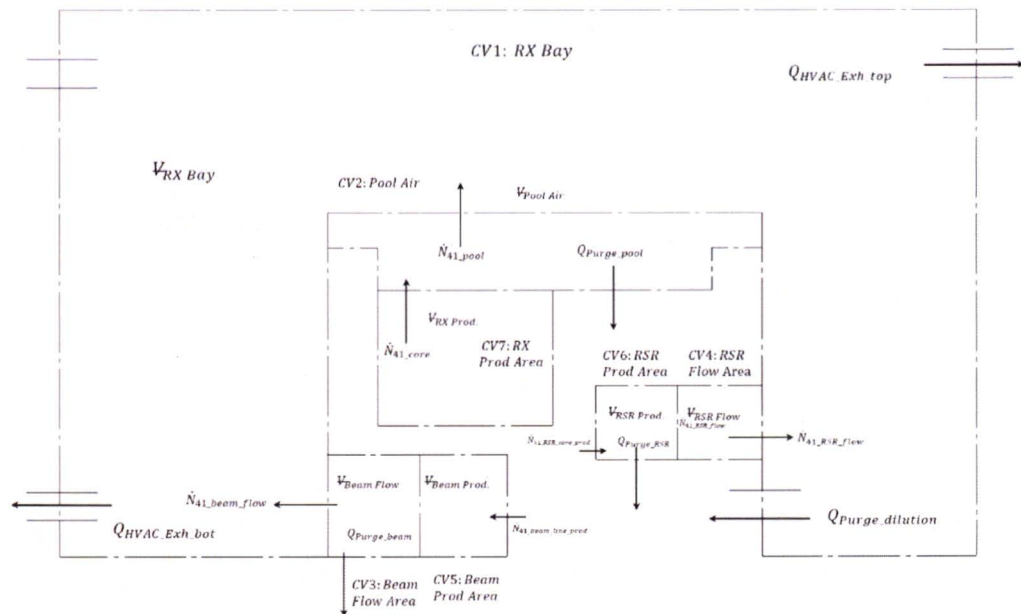 CV1: RX Bay
Q_HVAC_Exh_top
V_RX Bay
CV2: Pool Air
V_Pool Air
Ṅ_41_pool
Q_Purge_pool
V_RX Prod.
Ṅ_41_core
CV7: RX
Prod Area
CV6: RSR
Prod Area
CV4: RSR
Flow Area
V_RSR Prod.
V_RSR Flow
Ṅ_41_RSR_flow
Ṅ_41_RSR_core_prod
Q_Purge_RSR
Ṅ_41_RSR_flow
V_Beam Flow
V_Beam Prod.
Ṅ_41_beam_flow
Q_HVAC_Exh_bot
Q_Purge_beam
Ṅ_41_beam_line_prod
Q_Purge_dilution
CV3: Beam
Flow Area
CV5: Beam
Prod Area